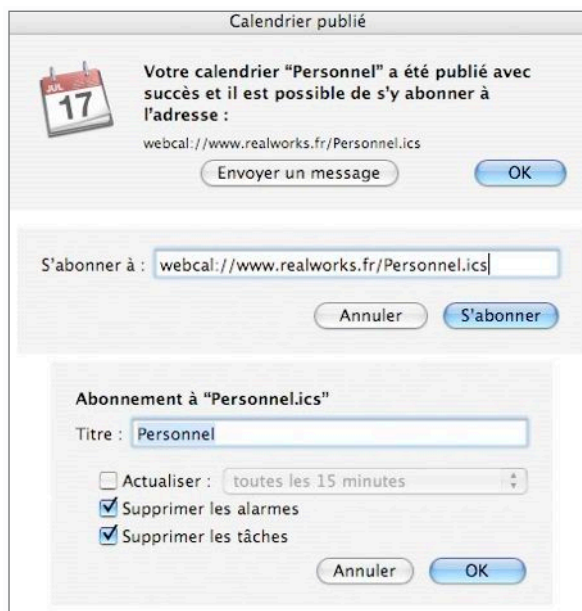 Calendrier publié
JUL
17
Votre calendrier “Personnel” a été publié avec
succès et il est possible de s’y abonner à
l’adresse :
webcal://www.realworks.fr/Personnel.ics
Envoyer un message
OK
S’abonner à : webcal://www.realworks.fr/Personnel.ics
Annuler
S’abonner
Abonnement à “Personnel.ics”
Titre : Personnel
Actualiser : toutes les 15 minutes
Supprimer les alarmes
Supprimer les tâches
Annuler
OK